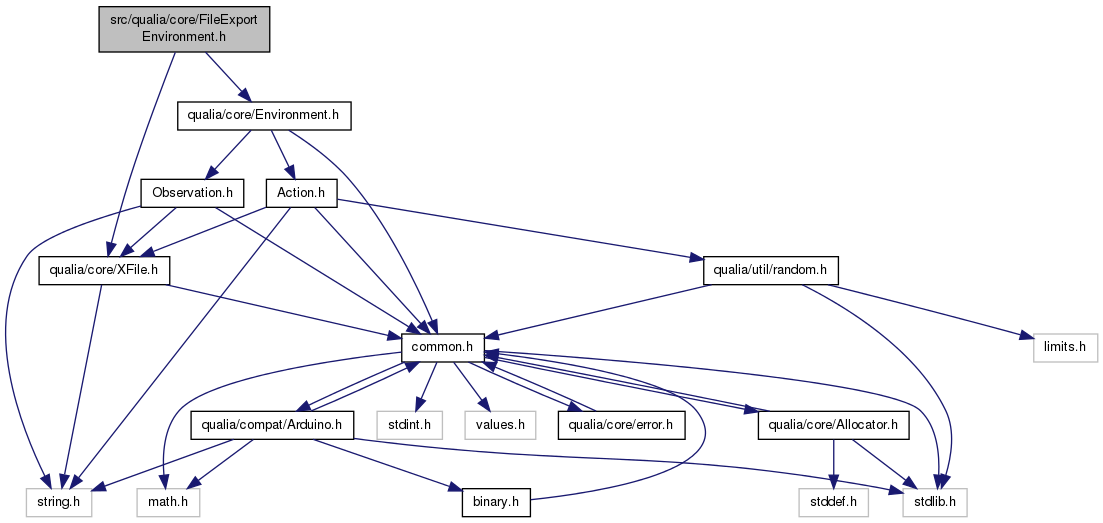 src/qualia/core/FileExport
Environment.h
qualia/core/Environment.h
Observation.h
Action.h
qualia/core/XFile.h
qualia/util/random.h
common.h
limits.h
qualia/compat/Arduino.h
stdint.h
values.h
qualia/core/error.h
qualia/core/Allocator.h
string.h
math.h
binary.h
stddef.h
stdlib.h